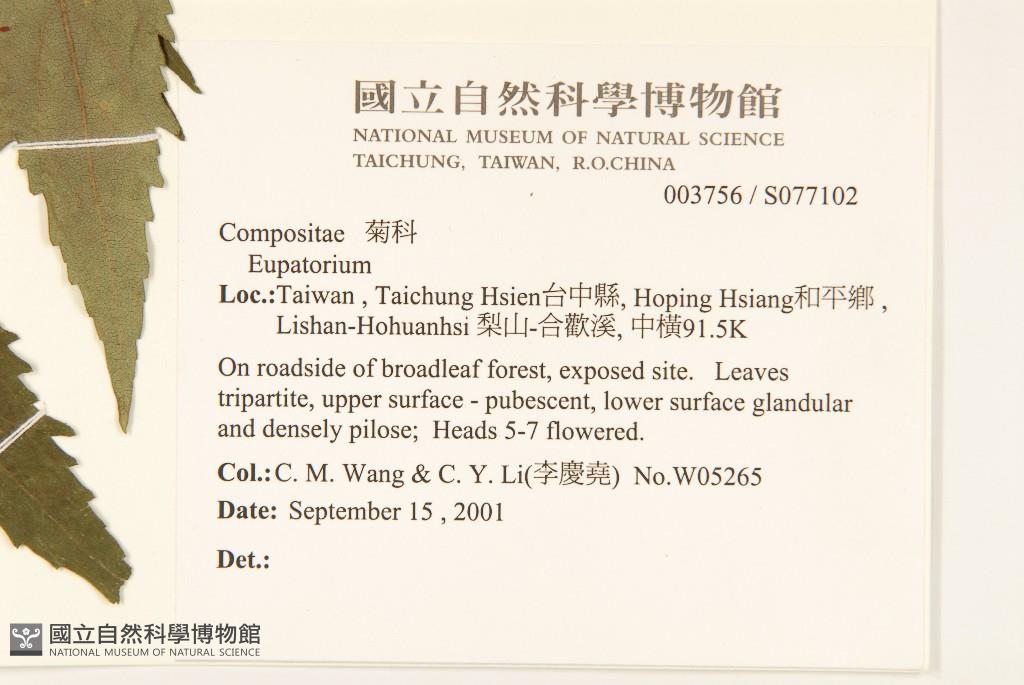 國立自然科學博物館
NATIONAL MUSEUM OF NATURAL SCIENCE
TAICHUNG, TAIWAN, R.O.CHINA
003756 / S077102
Compositae 菊科
Eupatorium
Loc.:Taiwan , Taichung Hsien台中縣, Hoping Hsiang和平鄉 ,
Lishan-Hohuanhsi 梨山-合歡溪, 中橫91.5K
On roadside of broadleaf forest, exposed site. Leaves
tripartite, upper surface - pubescent, lower surface glandular
and densely pilose; Heads 5-7 flowered.
Col.: C. M. Wang & C. Y. Li(李慶堯) No.W05265
Date: September 15 , 2001
Det.:
國立自然科學博物館
NATIONAL MUSEUM OF NATURAL SCIENCE